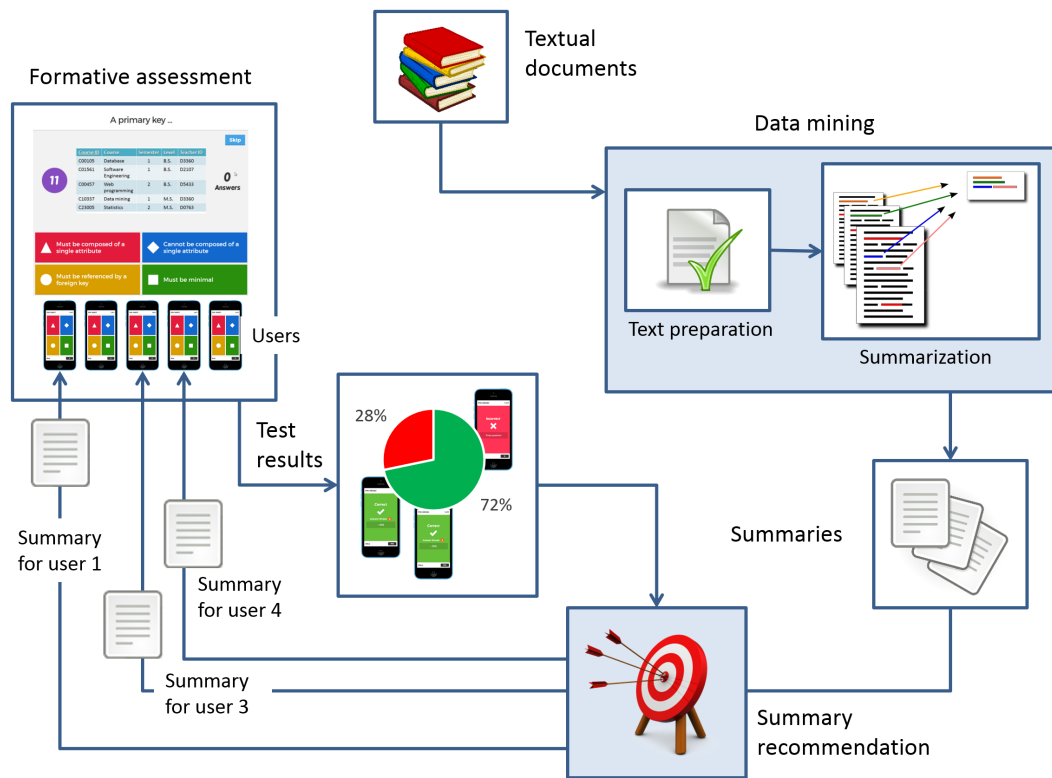 Textual
documents
Formative assessment
A primary key ...
Skip
Course ID Course Semester Level Teacher ID
C00109 Database 1 B.S. D3360
C01561 Software Engineering 1 B.S. D2107
C00457 Web programming 2 B.S. D5433
C10337 Data mining 1 M.S. D3360
C23005 Statistics 2 M.S. D0763
11
0
Answers
Must be composed of a
single attribute
Cannot be composed of a
single attribute
Must be referenced by a
foreign key
Must be minimal
Users
Data mining
Text preparation
Summarization
Test
results
28%
72%
Incorrect
Correct
Correct
Summaries
Summary
for user 1
Summary
for user 4
Summary
for user 3
Summary
recommendation